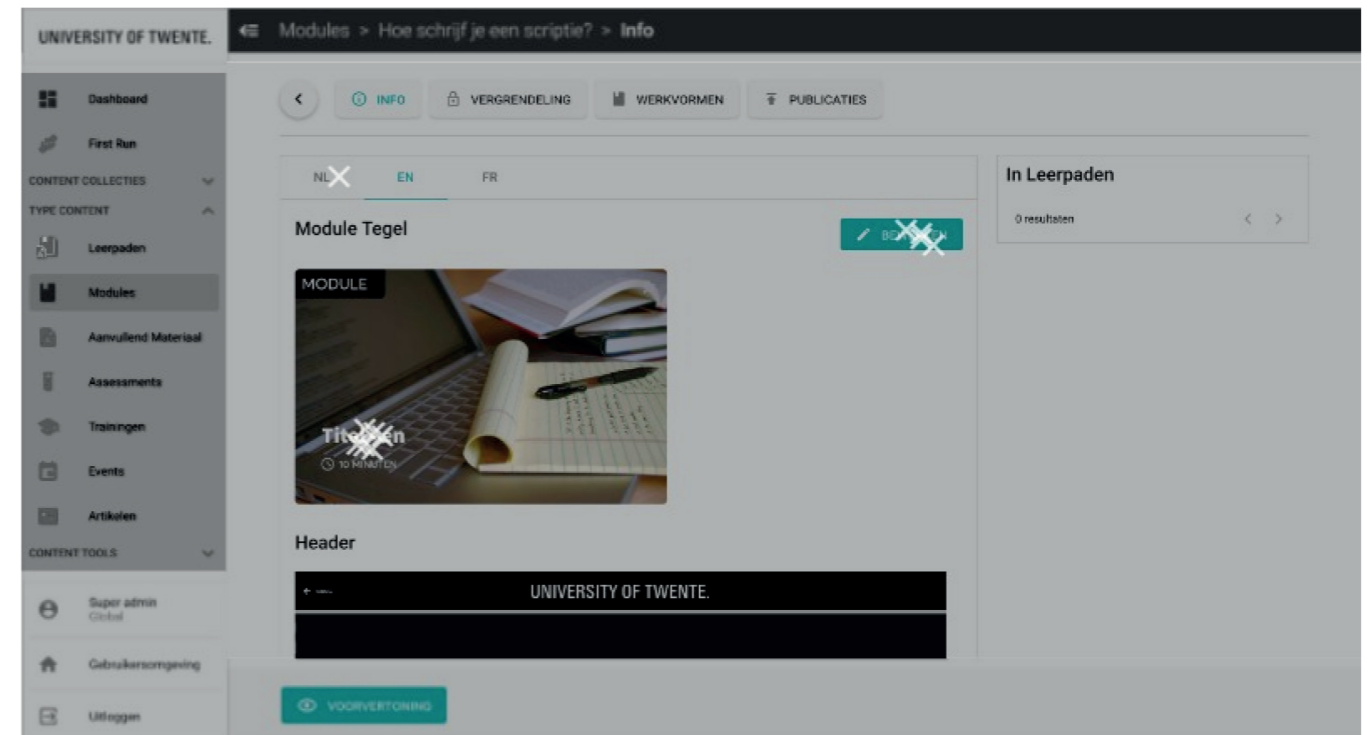 UNIVERSITY OF TWENTE.
Modules > Hoe schrijf je een scriptie? > Info
Dashboard
First Run
CONTENT COLLECTIES
TYPE CONTENT
Leerpaden
Modules
Aanvullend Materiaal
Assessments
Trainingen
Events
Artikelen
CONTENT TOOLS
Super admin
Global
Gebruikersomgeving
Uitloggen
INFO
VERGRENDELING
WERKVORMEN
PUBLICATIES
NL
EN
FR
Module Tegel
MODULE
10 MINUTEN
Header
UNIVERSITY OF TWENTE.
VOORVERTONING
In Leerpaden
0 resultaten